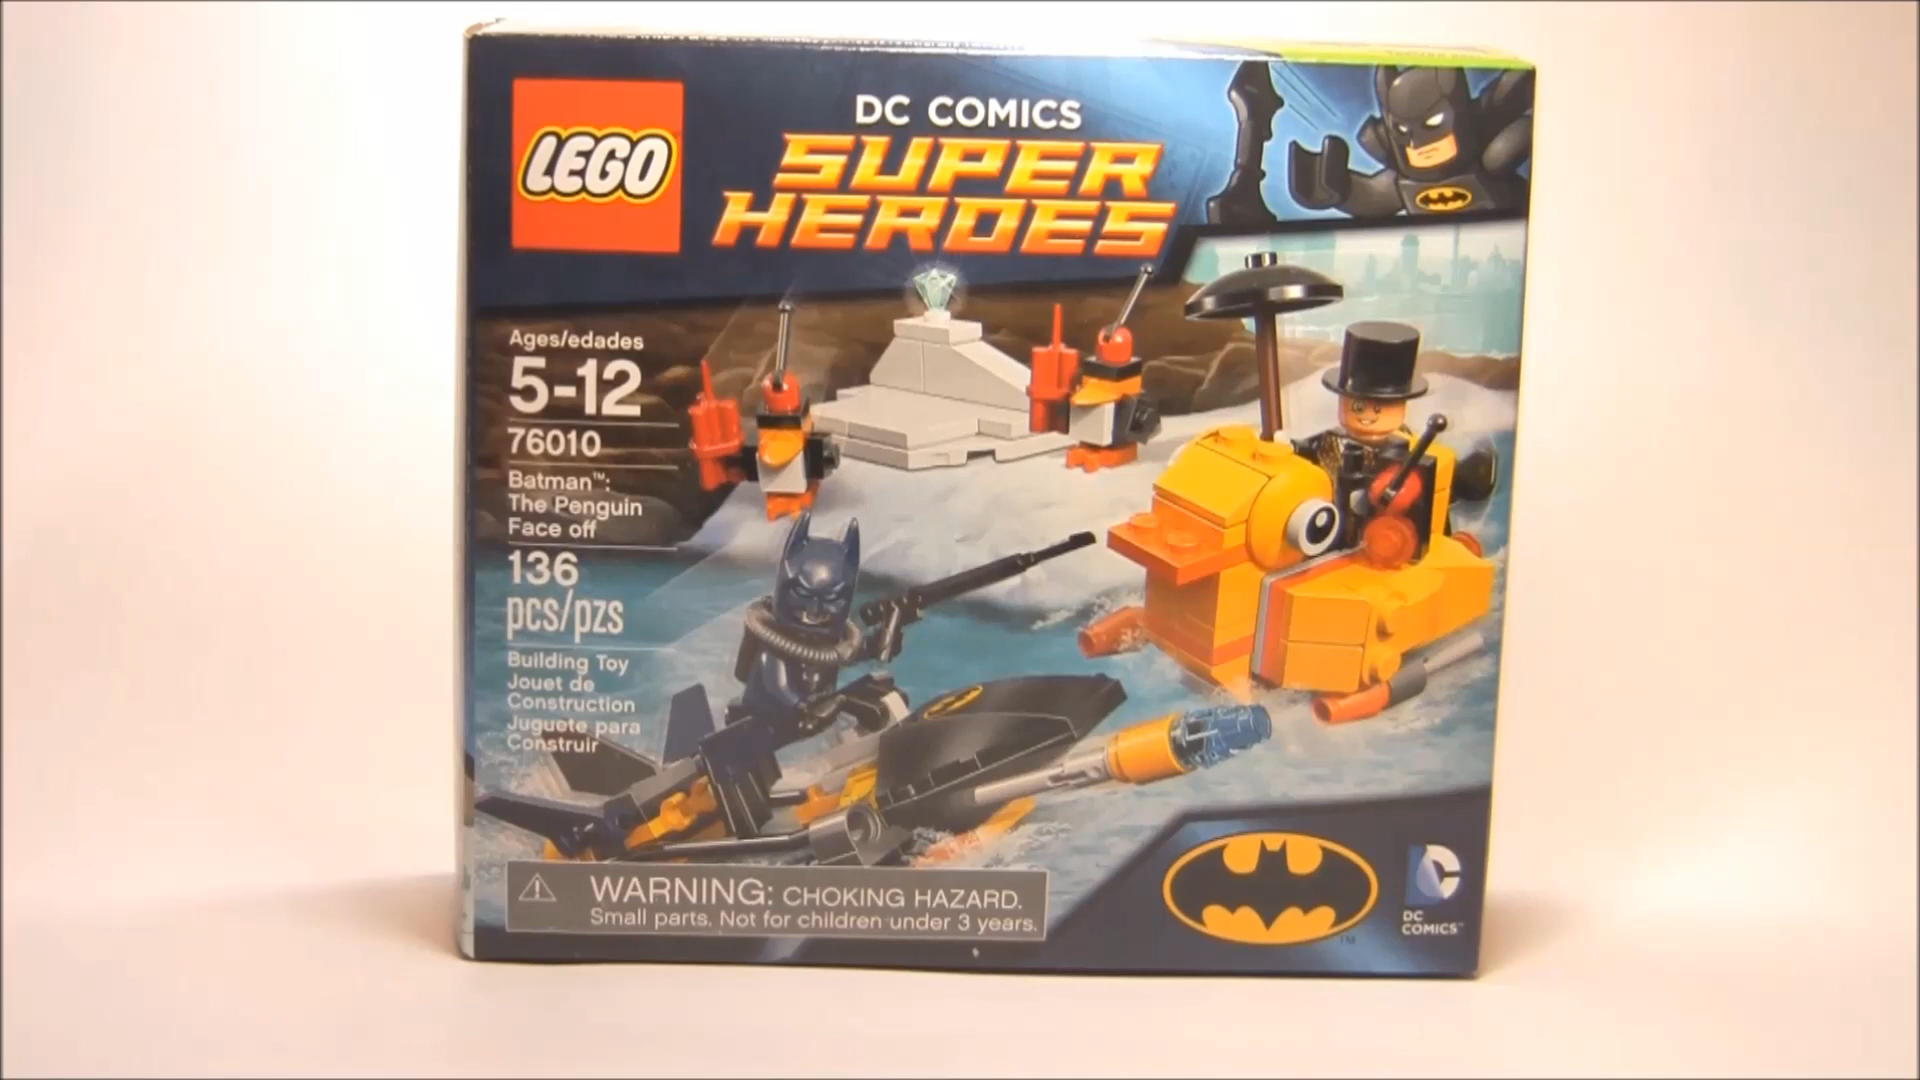 LEGO
DC COMICS
SUPER
HEROES
Ages/edades
5-12
76010
Batman™:
The Penguin
Face off
136
pcs/pzs
Building Toy
Jouet de
Construction
Juguete para
Construir
WARNING: CHOKING HAZARD.
Small parts. Not for children under 3 years.
TM
DC
COMICS™